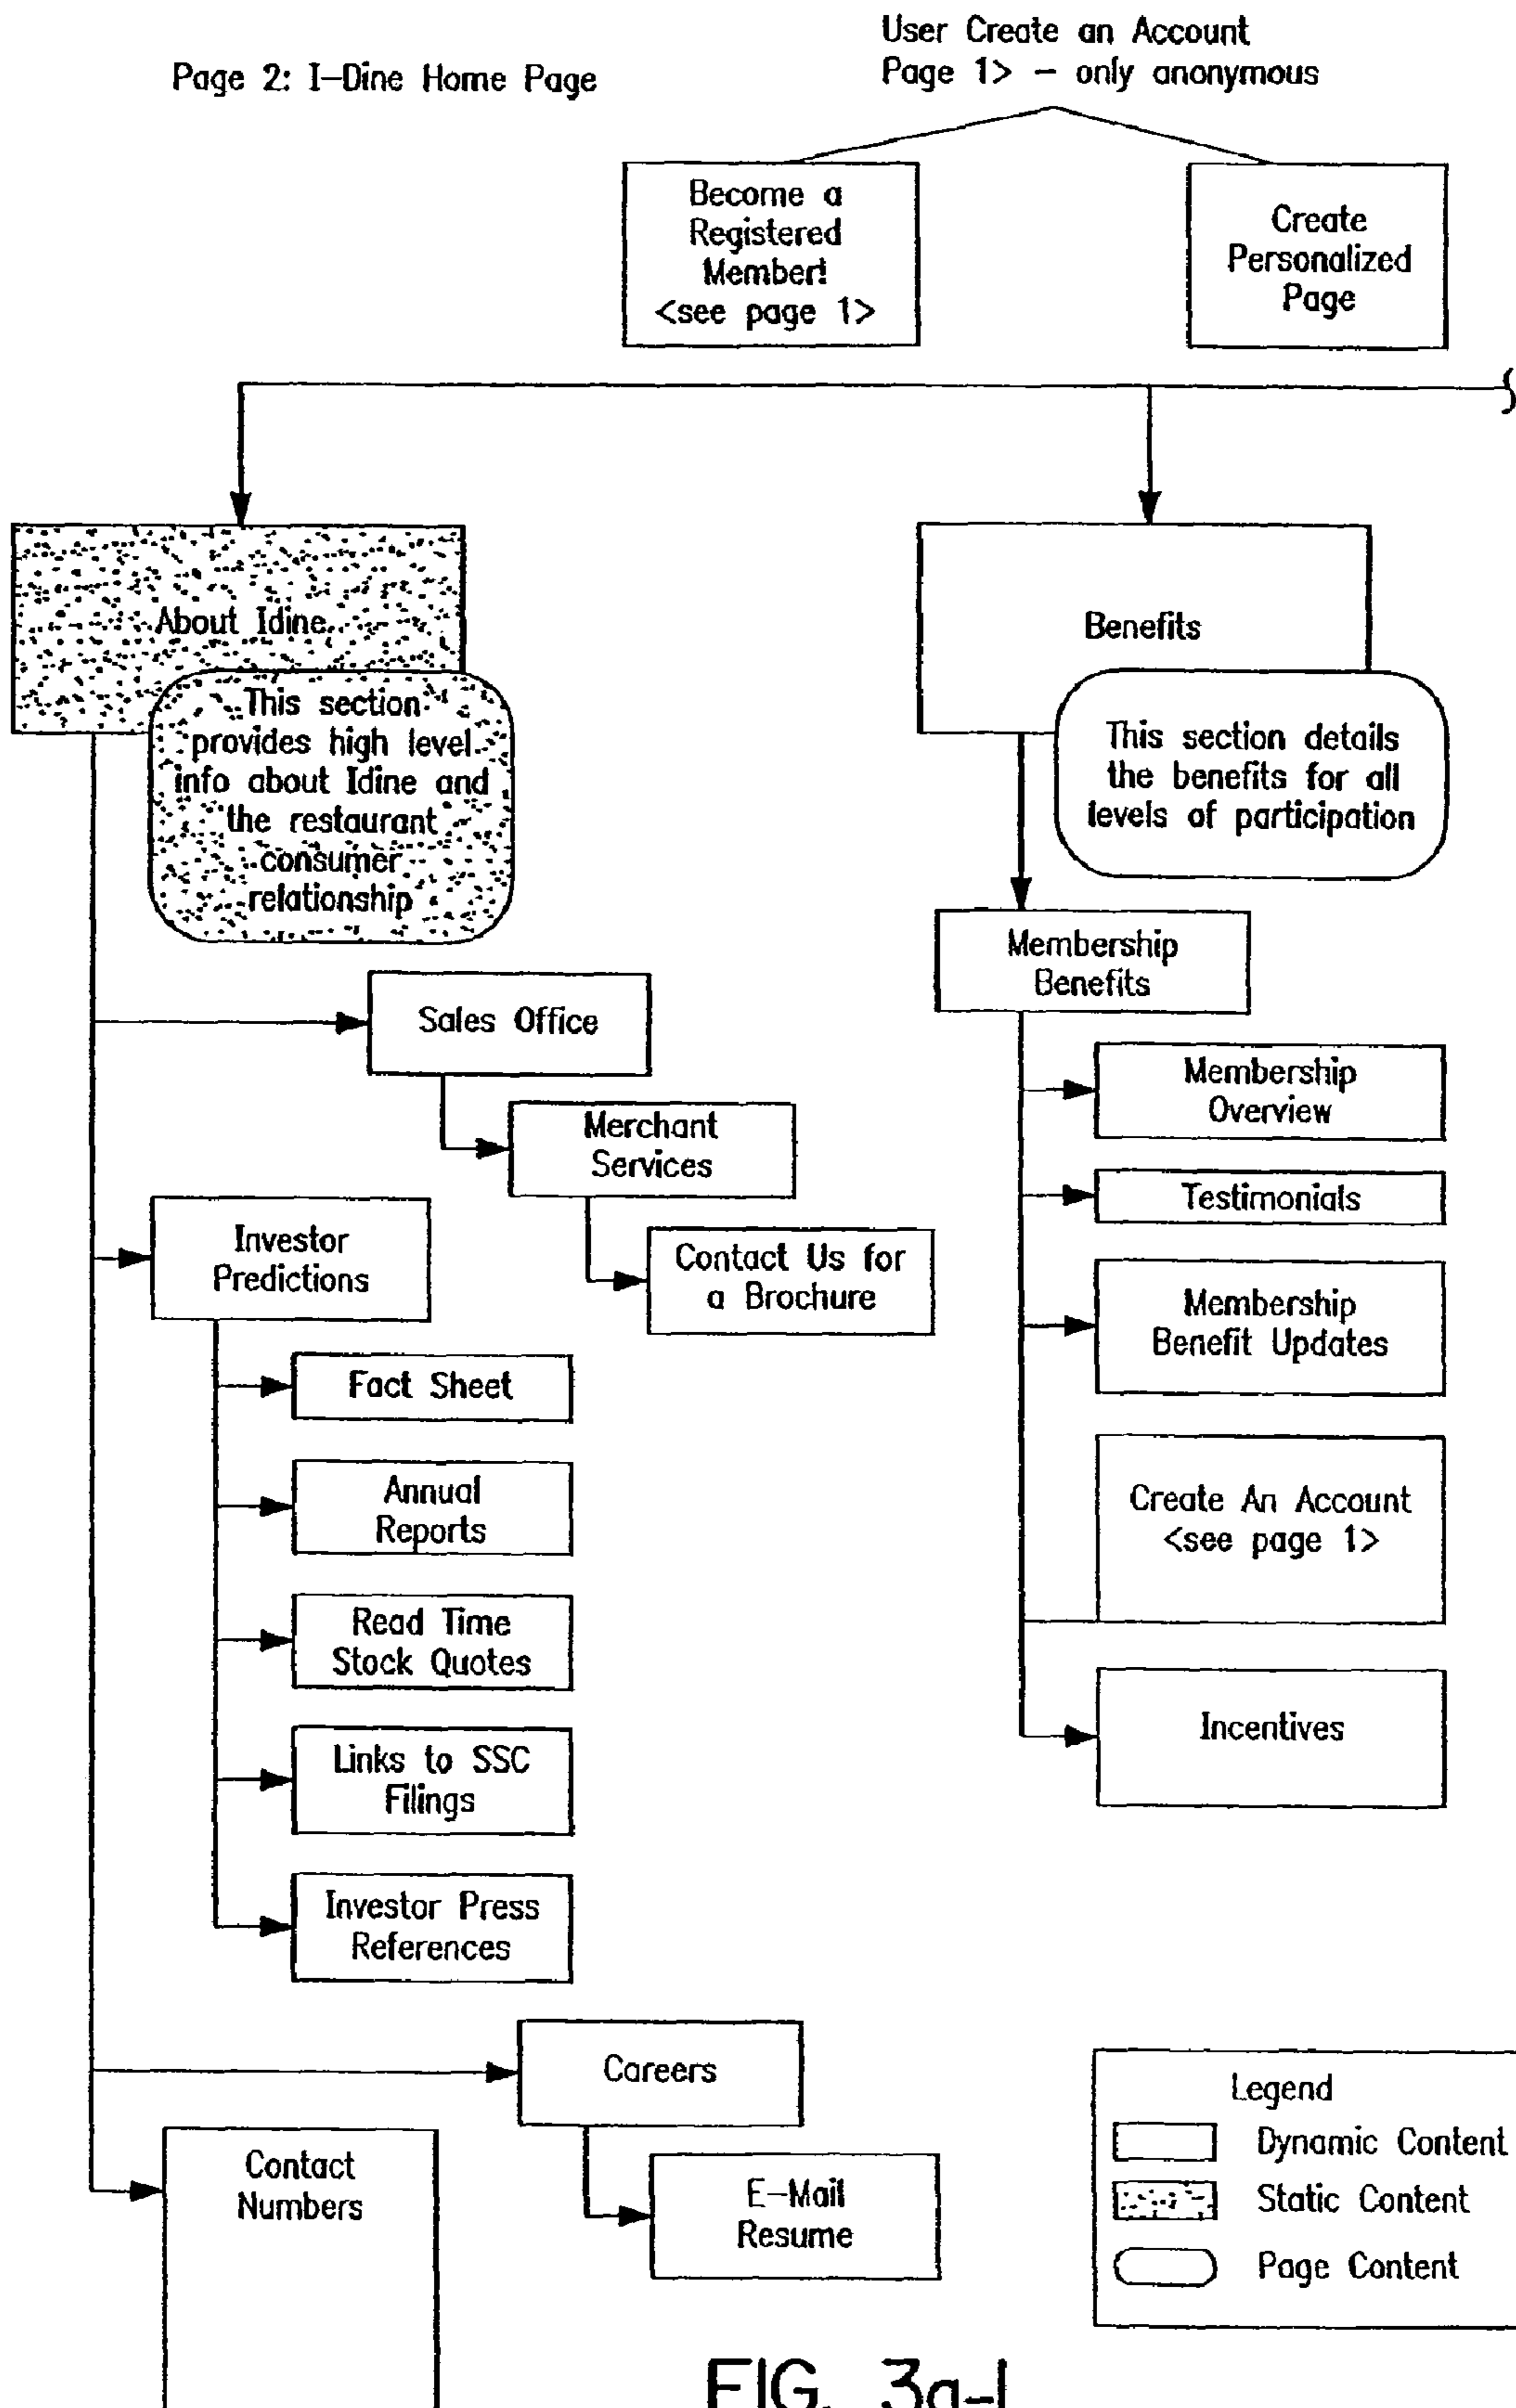 Page 2: I-Dine Home Page
User Create an Account
Page 1> - only anonymous
Become a
Registered
Member!
<see page 1>
Create
Personalized
Page
About Idine
This section
provides high level
info about Idine and
the restaurant
consumer
relationship
Benefits
This section details
the benefits for all
levels of participation
Sales Office
Merchant
Services
Contact Us for
a Brochure
Investor
Predictions
Fact Sheet
Annual
Reports
Read Time
Stock Quotes
Links to SSC
Filings
Investor Press
References
Careers
E-Mail
Resume
Contact
Numbers
Membership
Benefits
Membership
Overview
Testimonials
Membership
Benefit Updates
Create An Account
<see page 1>
Incentives
Legend
Dynamic Content
Static Content
Page Content
FIG. 3a-1